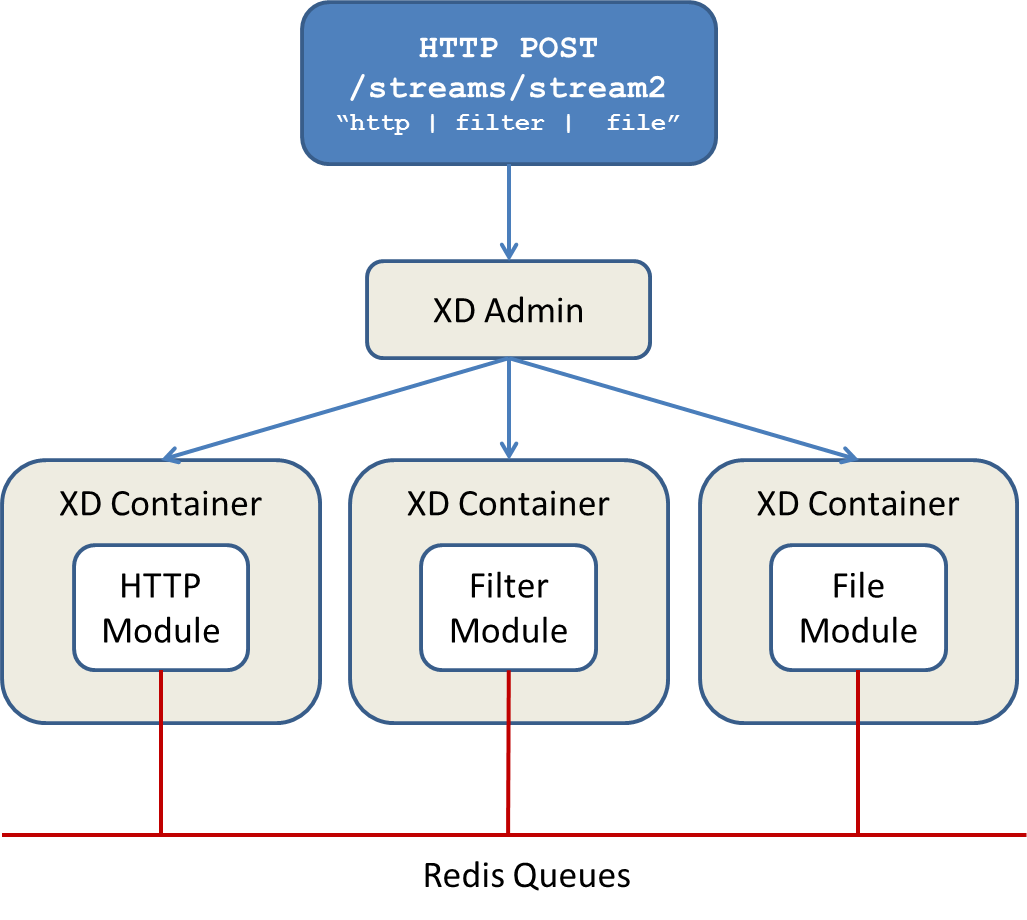 HTTP POST
/streams/stream2
“http | filter |  file”
XD Admin
XD Container
HTTP
Module
XD Container
Filter
Module
XD Container
File
Module
Redis Queues